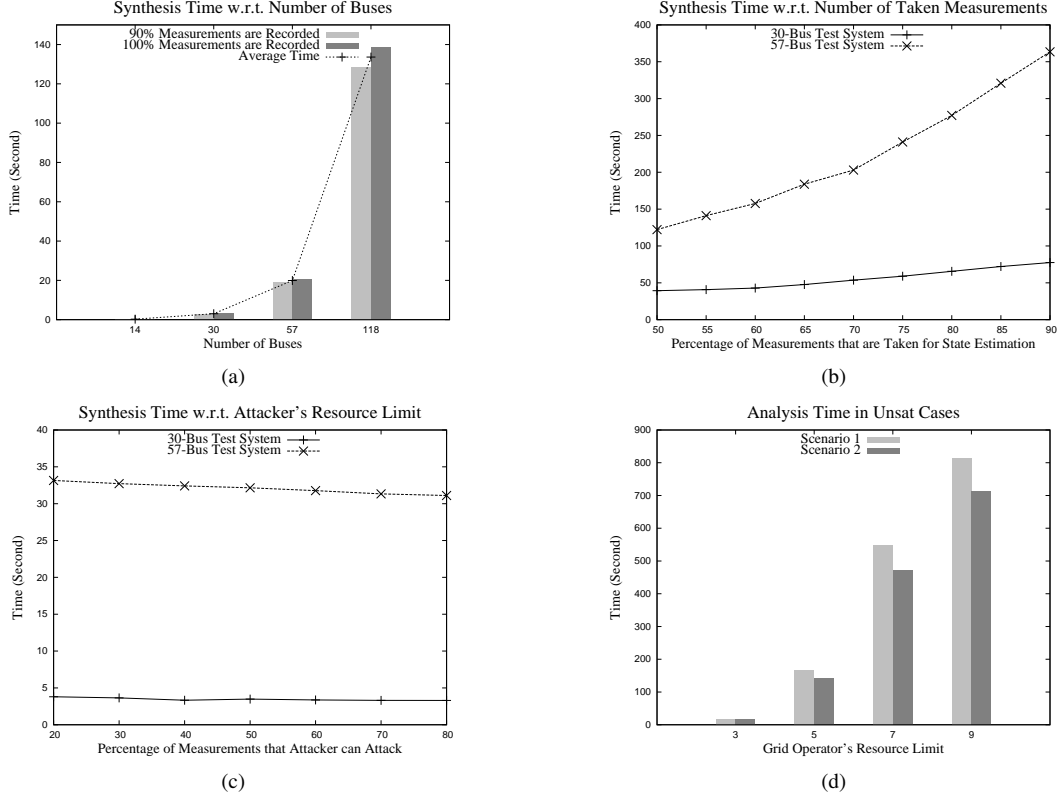 Synthesis Time w.r.t. Number of Buses
140
120
100
80
60
40
20
0
Time (Second)
90% Measurements are Recorded
100% Measurements are Recorded
Average Time
14 30 57 118
Number of Buses
(a)
Synthesis Time w.r.t. Number of Taken Measurements
400
350
300
250
200
150
100
50
0
Time (Second)
30-Bus Test System
57-Bus Test System
50 55 60 65 70 75 80 85 90
Percentage of Measurements that are Taken for State Estimation
(b)
Synthesis Time w.r.t. Attacker's Resource Limit
40
35
30
25
20
15
10
5
0
Time (Second)
30-Bus Test System
57-Bus Test System
20 30 40 50 60 70 80
Percentage of Measurements that Attacker can Attack
(c)
Analysis Time in Unsat Cases
900
800
700
600
500
400
300
200
100
0
Time (Second)
Scenario 1
Scenario 2
3 5 7 9
Grid Operator's Resource Limit
(d)